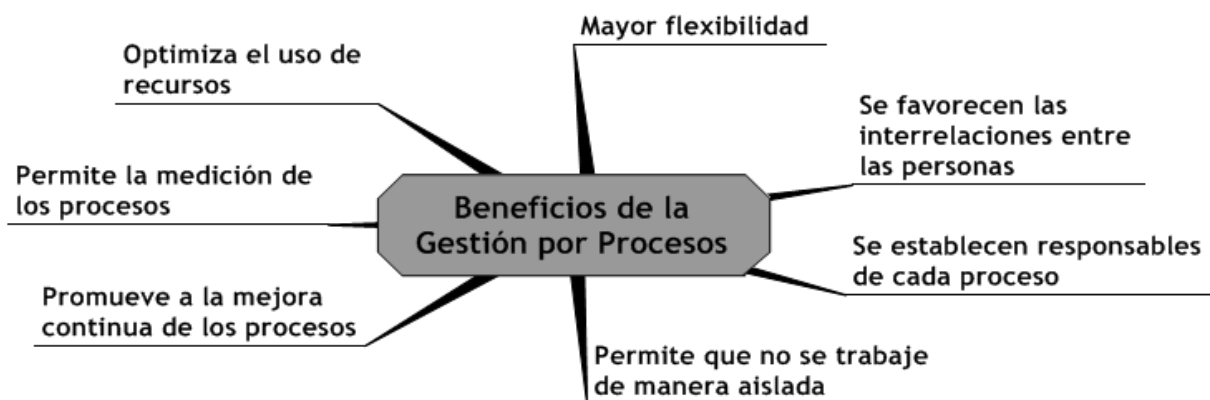 Mayor flexibilidad
Optimiza el uso de
recursos
Se favorecen las
interrelaciones entre
las personas
Permite la medición de
los procesos
Beneficios de la
Gestión por Procesos
Se establecen responsables
de cada proceso
Promueve a la mejora
continua de los procesos
Permite que no se trabaje
de manera aislada